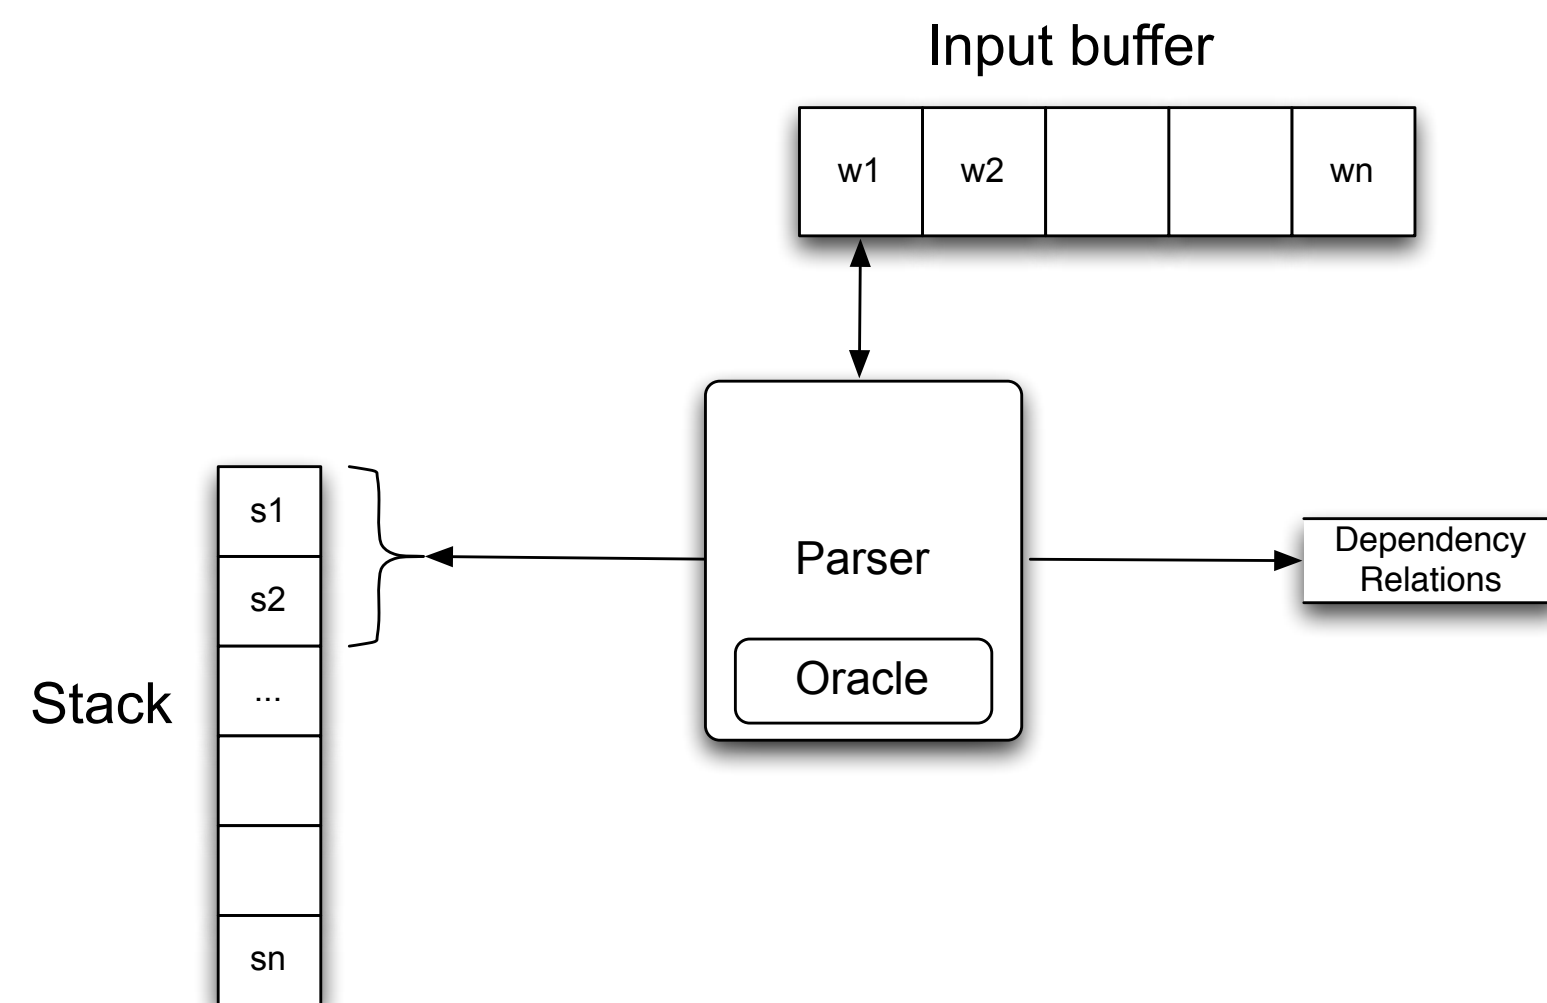 Input buffer
w1 w2 wn
s1
s2
...
sn
Stack
Parser
Oracle
Dependency
Relations